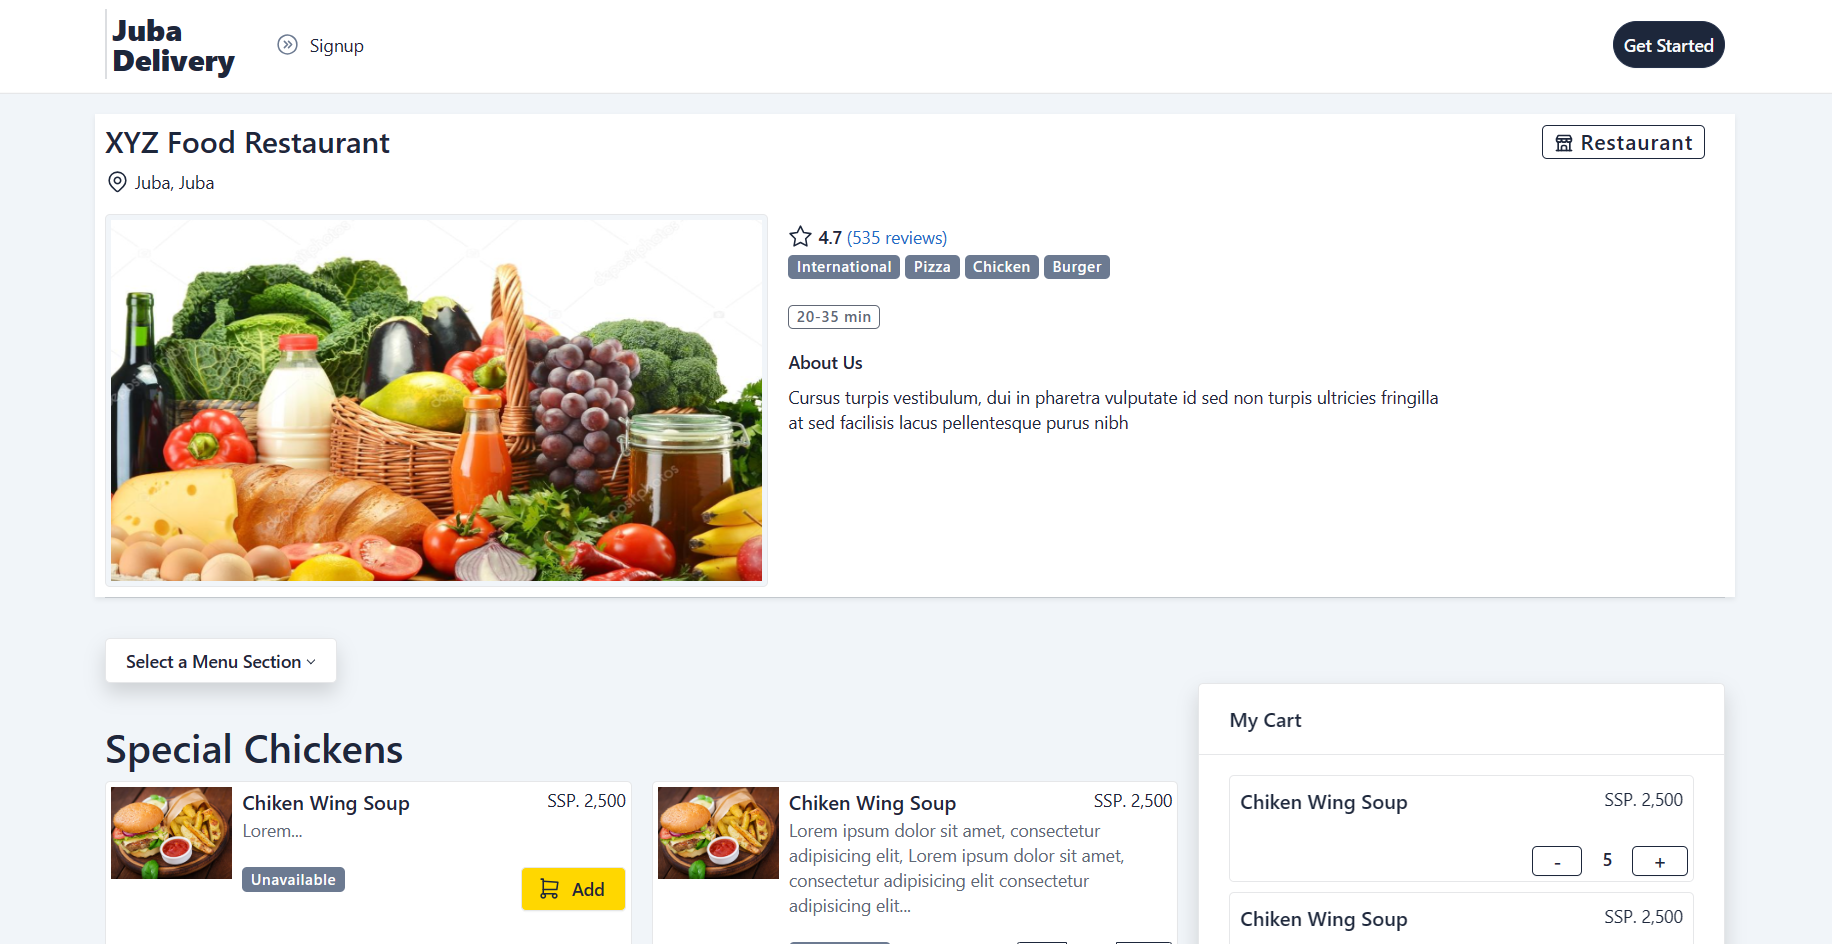 Juba
Delivery
Signup
Get Started
XYZ Food Restaurant
Restaurant
Juba, Juba
4.7 (535 reviews)
International Pizza Chicken Burger
20-35 min
About Us
Cursus turpis vestibulum, dui in pharetra vulputate id sed non turpis ultricies fringilla
at sed facilisis lacus pellentesque purus nibh
depositphotos
Select a Menu Section
Special Chickens
Chiken Wing Soup
SSP. 2,500
Lorem...
Unavailable
Add
Chiken Wing Soup
SSP. 2,500
Lorem ipsum dolor sit amet, consectetur
adipisicing elit, Lorem ipsum dolor sit amet,
consectetur adipisicing elit consectetur
adipisicing elit...
My Cart
Chiken Wing Soup
SSP. 2,500
- 5 +
Chiken Wing Soup
SSP. 2,500